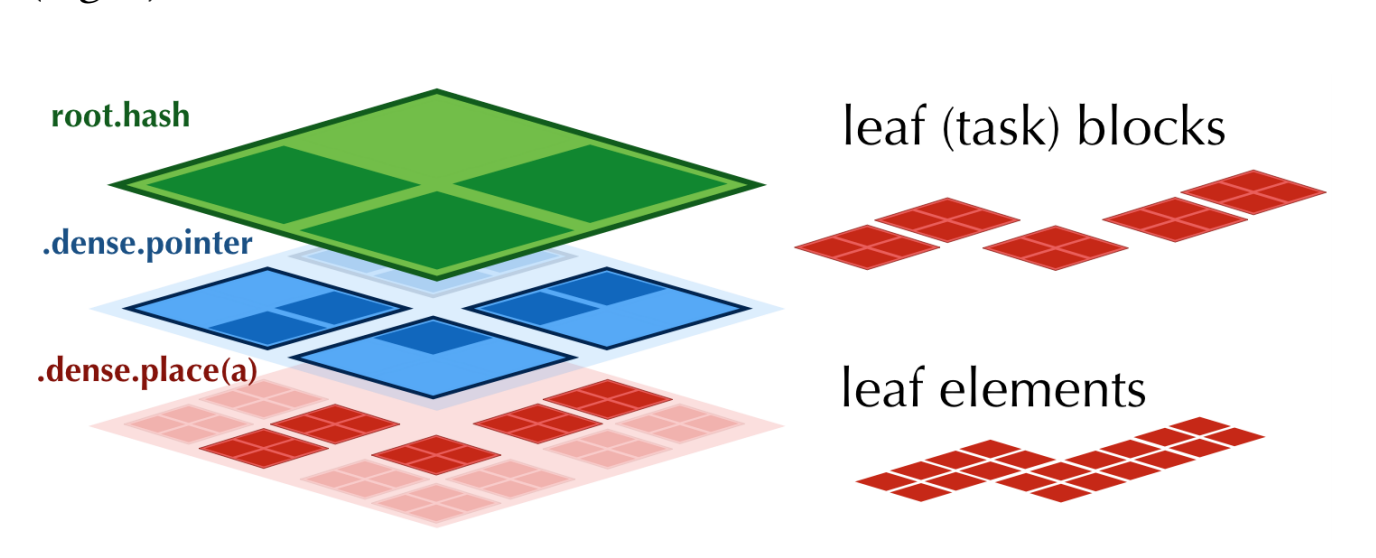 root.hash
.dense.pointer
.dense.place(a)
leaf (task) blocks
leaf elements